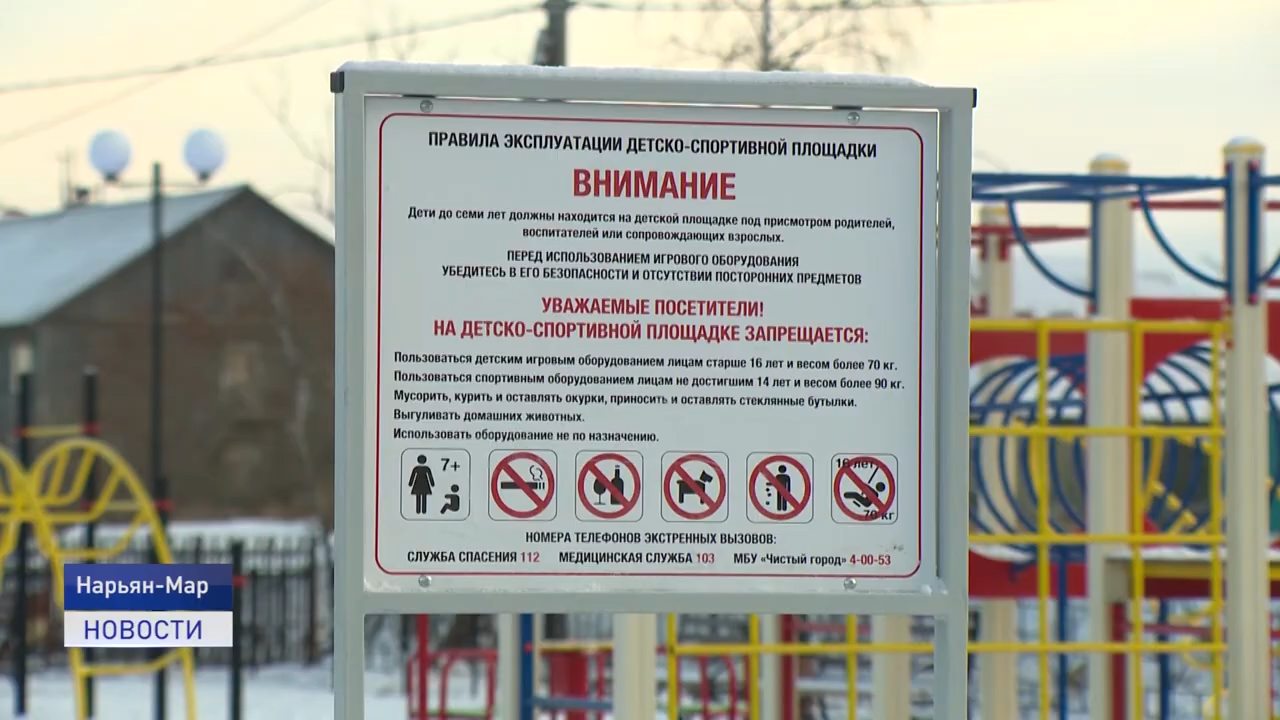 ПРАВИЛА ЭКСПЛУАТАЦИИ ДЕТСКО-СПОРТИВНОЙ ПЛОЩАДКИ
ВНИМАНИЕ
Дети до семи лет должны находится на детской площадке под присмотром родителей,
воспитателей или сопровождающих взрослых.
ПЕРЕД ИСПОЛЬЗОВАНИЕМ ИГРОВОГО ОБОРУДОВАНИЯ
УБЕДИТЕСЬ В ЕГО БЕЗОПАСНОСТИ И ОТСУТСТВИИ ПОСТОРОННИХ ПРЕДМЕТОВ
УВАЖАЕМЫЕ ПОСЕТИТЕЛИ!
НА ДЕТСКО-СПОРТИВНОЙ ПЛОЩАДКЕ ЗАПРЕЩАЕТСЯ:
Пользоваться детским игровым оборудованием лицам старше 16 лет и весом более 70 кг.
Пользоваться спортивным оборудованием лицам не достигшим 14 лет и весом более 90 кг.
Мусорить, курить и оставлять окурки, приносить и оставлять стеклянные бутылки.
Выгуливать домашних животных.
Использовать оборудование не по назначению.
7+
16 лет
70 кг
НОМЕРА ТЕЛЕФОНОВ ЭКСТРЕННЫХ ВЫЗОВОВ:
СЛУЖБА СПАСЕНИЯ 112 МЕДИЦИНСКАЯ СЛУЖБА 103 МБУ «Чистый город» 4-00-53
Нарьян-Мар
НОВОСТИ